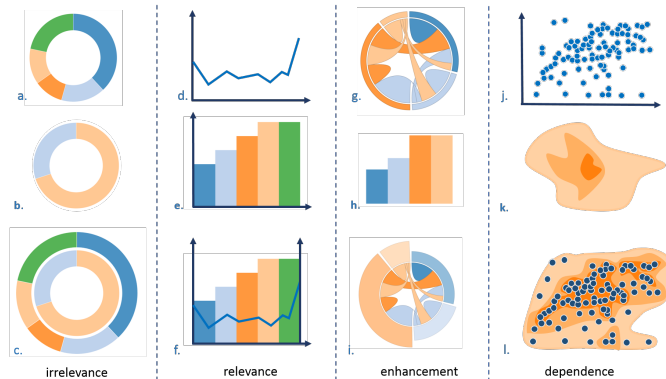 a.
b.
c.
irrelevance
d.
e.
f.
relevance
g.
h.
i.
enhancement
j.
k.
l.
dependence